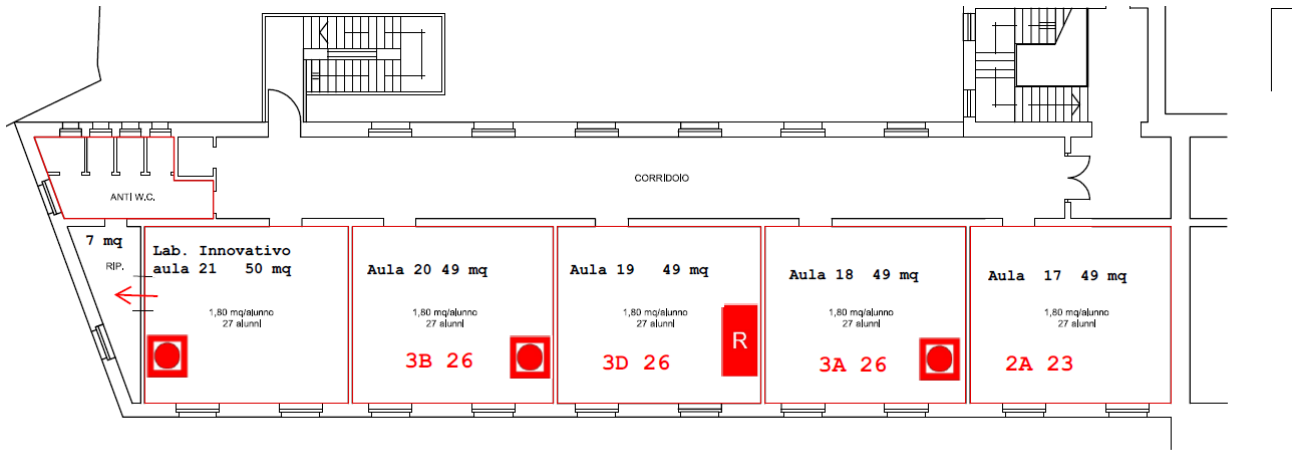 CORRIDOIO
ANTI W.C.
7 mq
RIP.
Lab. Innovativo
aula 21 50 mq
1,80 mq/alunno
27 alunni
Aula 20 49 mq
1,80 mq/alunno
27 alunni
3B 26
Aula 19 49 mq
1,80 mq/alunno
27 alunni
3D 26
R
Aula 18 49 mq
1,80 mq/alunno
27 alunni
3A 26
Aula 17 49 mq
1,80 mq/alunno
27 alunni
2A 23